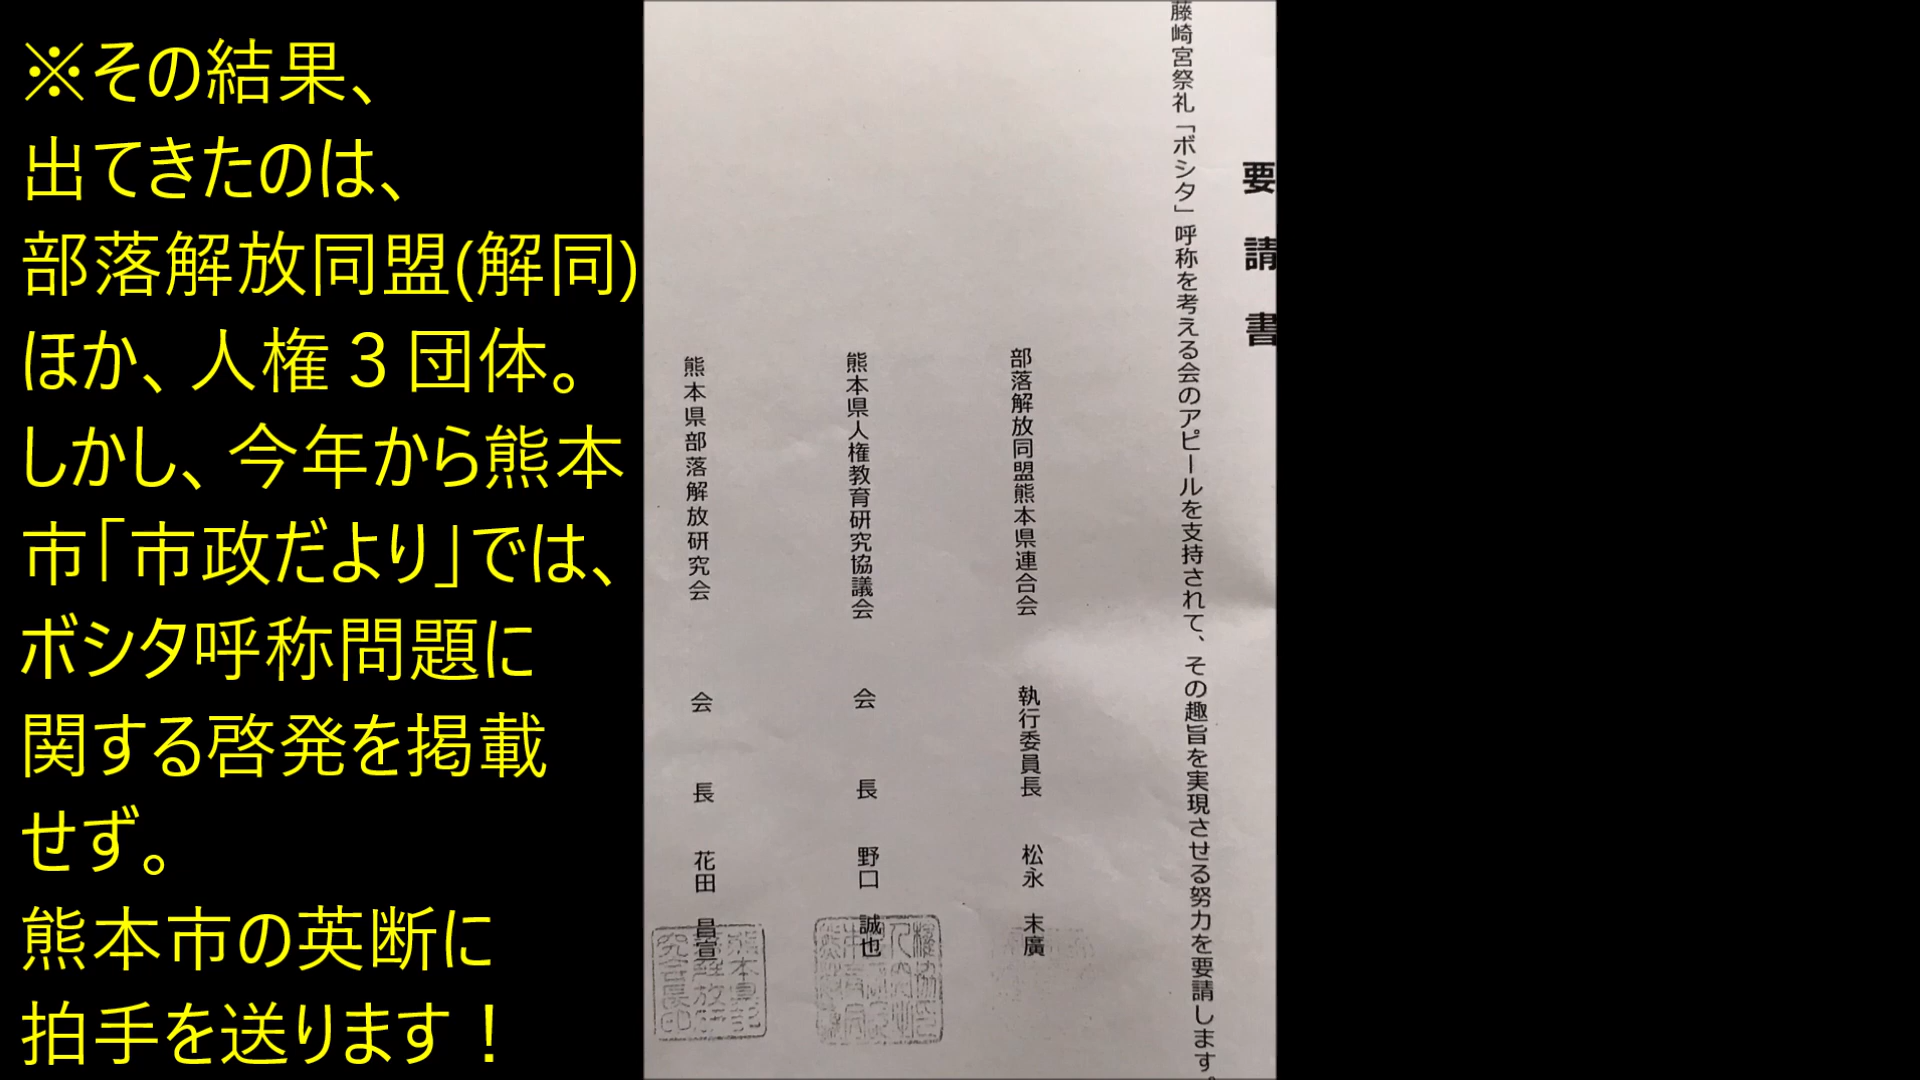 ※その結果、
出てきたのは、
部落解放同盟(解同)
ほか、人権3団体。
しかし、今年から熊本
市「市政だより」では、
ボシタ呼称問題に
関する啓発を掲載
せず。
熊本市の英断に
拍手を送ります！
要請書
藤崎宮祭礼「ボシタ」呼称を考える会のアピールを支持されて、その趣旨を実現させる努力を要請します。
部落解放同盟熊本県連合会 執行委員長 松永 末廣
熊本県人権教育研究協議会 会長 野口 誠也
熊本県部落解放研究会 会長 花田 昌宣